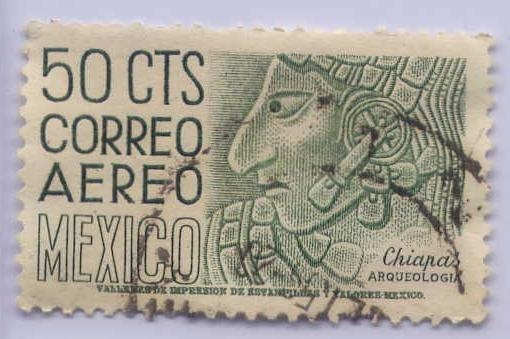 50 CTS
CORREO
AEREO
MEXICO
Chiapas
ARQUEOLOGIA
TALLERES DE IMPRESION DE ESTAMPILLAS Y VALORES-MEXICO.